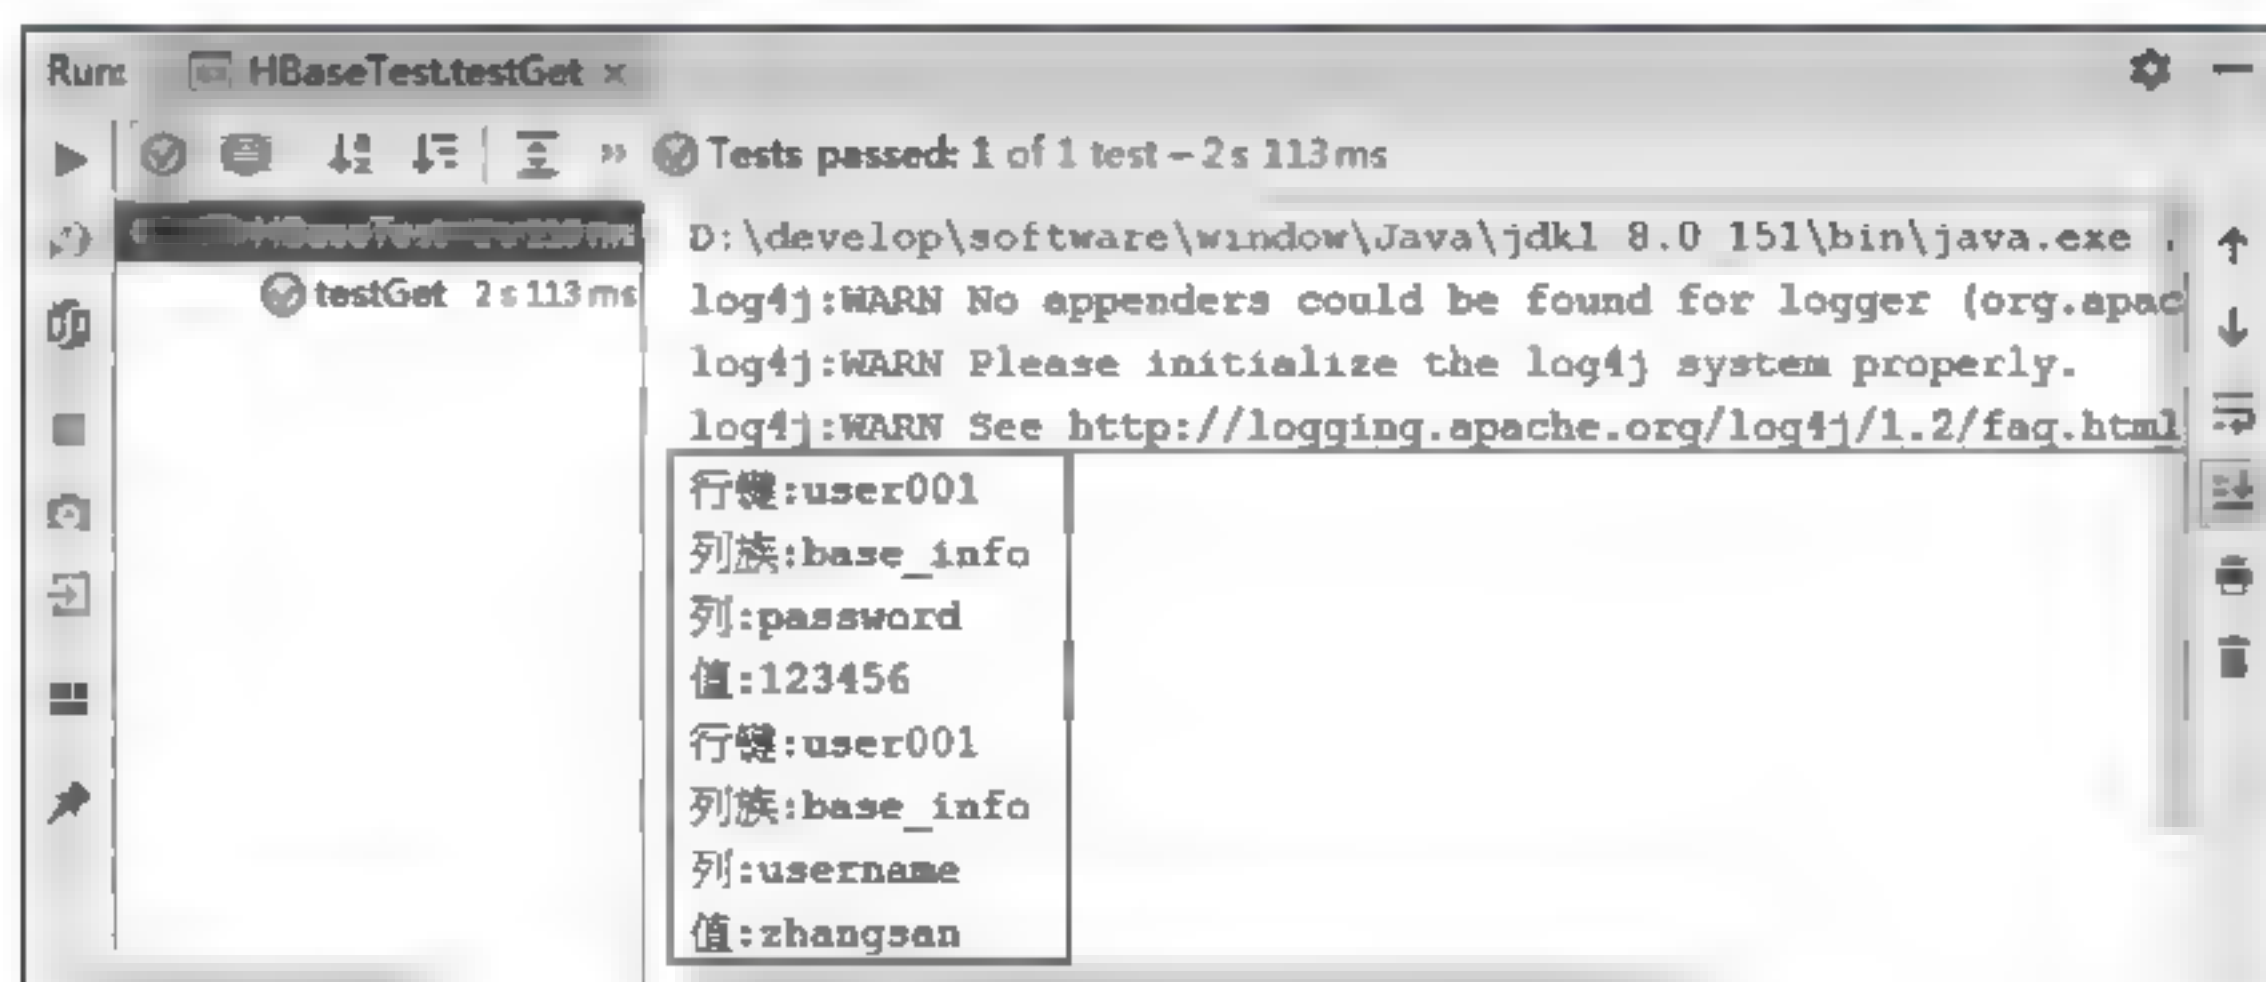 Run:
HBaseTest.testGet ×
Tests passed: 1 of 1 test – 2 s 113 ms
HBaseTest
testGet 2 s 113 ms
D:\develop\software\window\Java\jdk1 8.0 151\bin\java.exe .
log4j:WARN No appenders could be found for logger (org.apac
log4j:WARN Please initialize the log4j system properly.
log4j:WARN See http://logging.apache.org/log4j/1.2/faq.html
行键:user001
列族:base_info
列:password
值:123456
行键:user001
列族:base_info
列:username
值:zhangsan